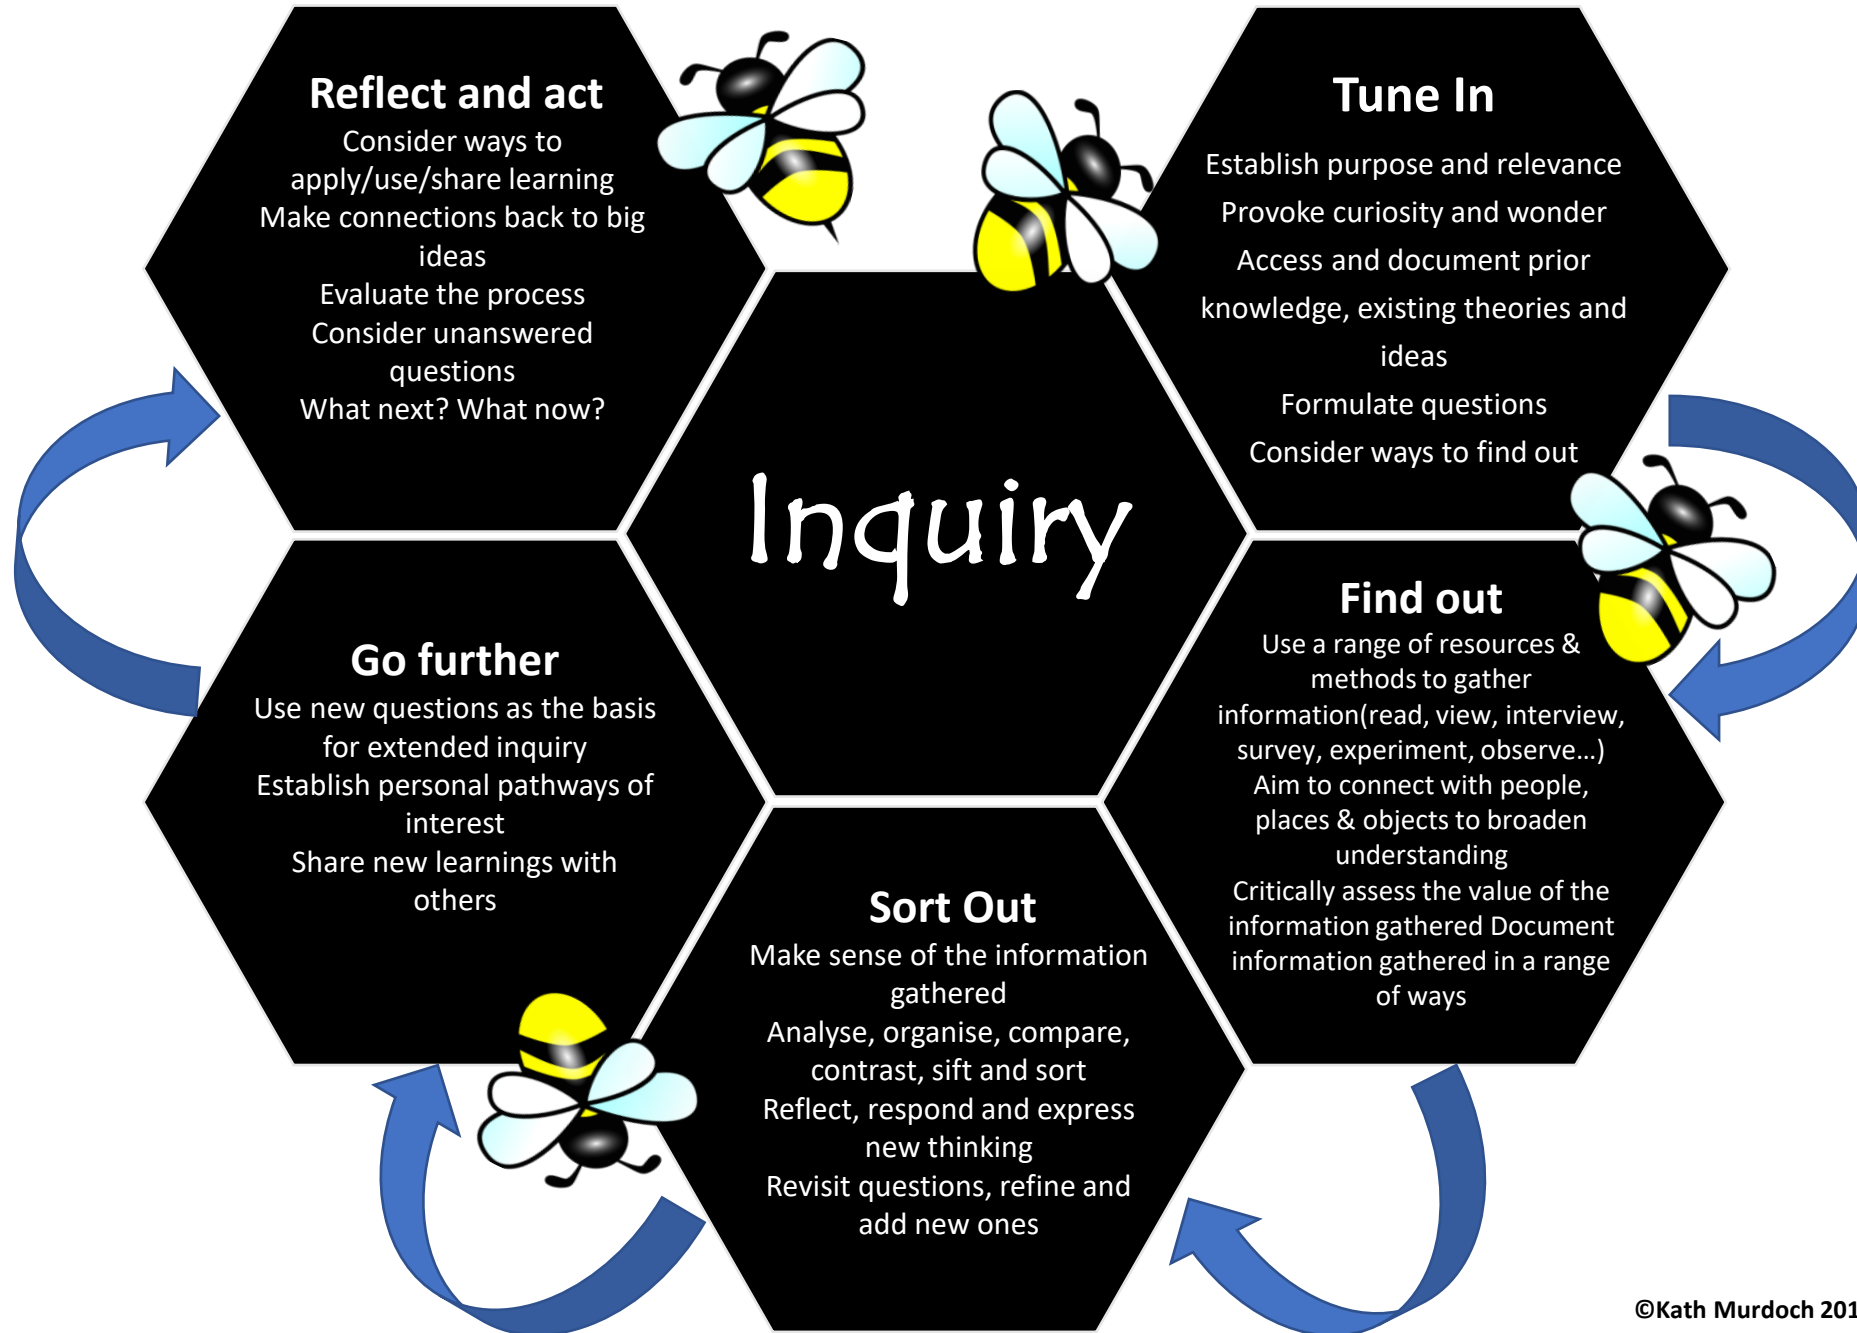 Reflect and act
Consider ways to
apply/use/share learning
Make connections back to big
ideas
Evaluate the process
Consider unanswered
questions
What next? What now?
Tune In
Establish purpose and relevance
Provoke curiosity and wonder
Access and document prior
knowledge, existing theories and
ideas
Formulate questions
Consider ways to find out
Inquiry
Find out
Use a range of resources &
methods to gather
information(read, view, interview,
survey, experiment, observe…)
Aim to connect with people,
places & objects to broaden
understanding
Critically assess the value of the
information gathered Document
information gathered in a range
of ways
Go further
Use new questions as the basis
for extended inquiry
Establish personal pathways of
interest
Share new learnings with
others
Sort Out
Make sense of the information
gathered
Analyse, organise, compare,
contrast, sift and sort
Reflect, respond and express
new thinking
Revisit questions, refine and
add new ones
©Kath Murdoch 201